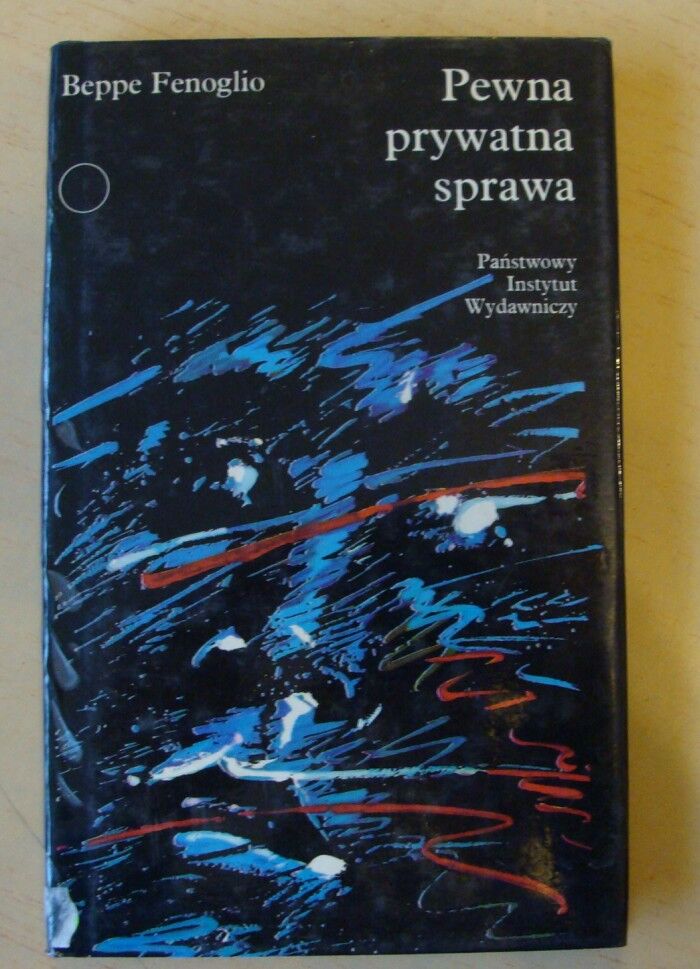 Beppe Fenoglio
Pewna
prywatna
sprawa
Państwowy
Instytut
Wydawniczy